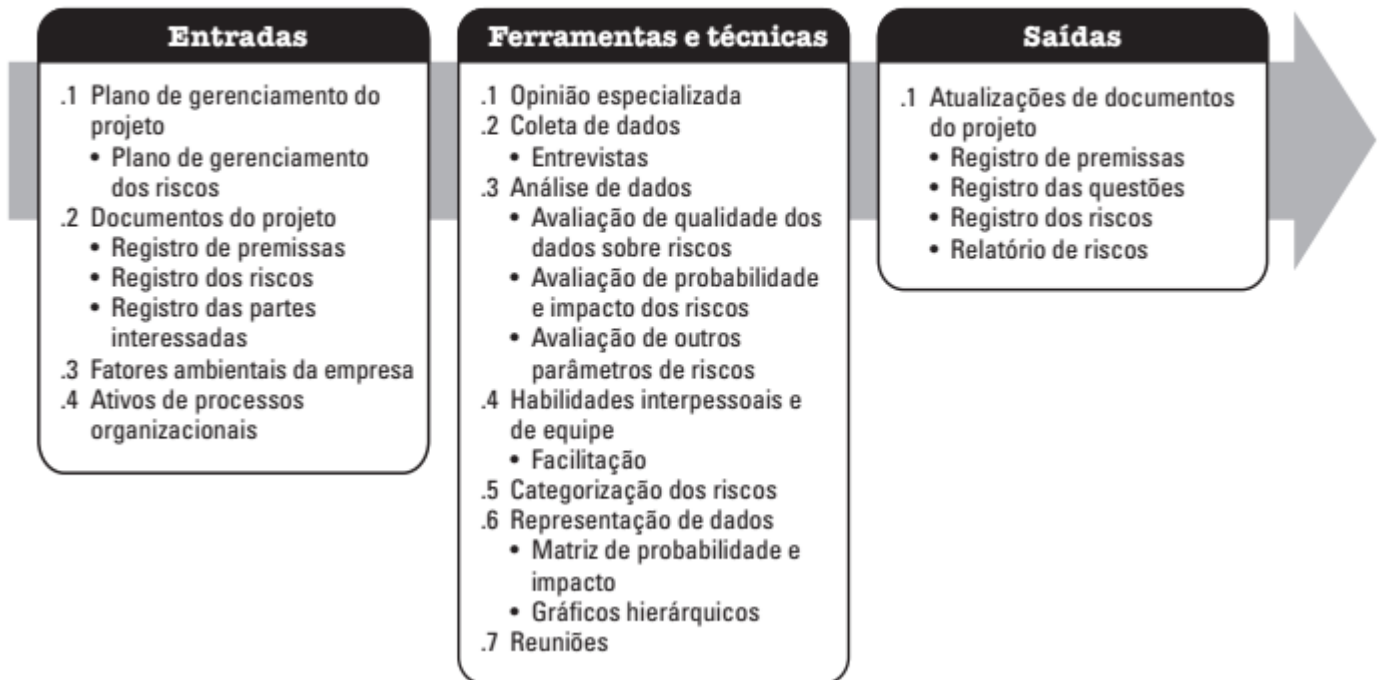 Entradas
.1 Plano de gerenciamento do
projeto
• Plano de gerenciamento
dos riscos
.2 Documentos do projeto
• Registro de premissas
• Registro dos riscos
• Registro das partes
interessadas
.3 Fatores ambientais da empresa
.4 Ativos de processos
organizacionais
Ferramentas e técnicas
.1 Opinião especializada
.2 Coleta de dados
• Entrevistas
.3 Análise de dados
• Avaliação de qualidade dos
dados sobre riscos
• Avaliação de probabilidade
e impacto dos riscos
• Avaliação de outros
parâmetros de riscos
.4 Habilidades interpessoais e
de equipe
• Facilitação
.5 Categorização dos riscos
.6 Representação de dados
• Matriz de probabilidade e
impacto
• Gráficos hierárquicos
.7 Reuniões
Saídas
.1 Atualizações de documentos
do projeto
• Registro de premissas
• Registro das questões
• Registro dos riscos
• Relatório de riscos